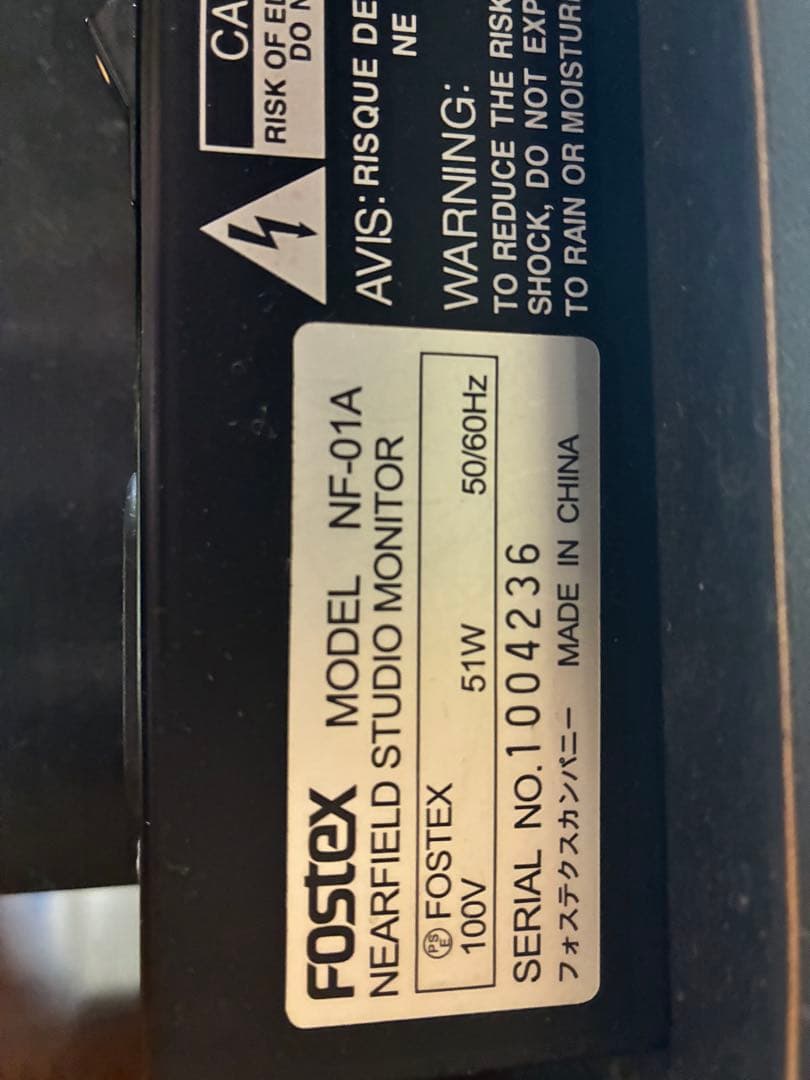 CA
RISK OF EL
DO N
AVIS: RISQUE DE
NE
WARNING:
TO REDUCE THE RISK
SHOCK, DO NOT EXP
TO RAIN OR MOISTUR
FOSTEX MODEL NF-01A
NEARFIELD STUDIO MONITOR
PSE FOSTEX
100V 51W 50/60Hz
SERIAL NO.1004236
フォステクスカンパニー MADE IN CHINA